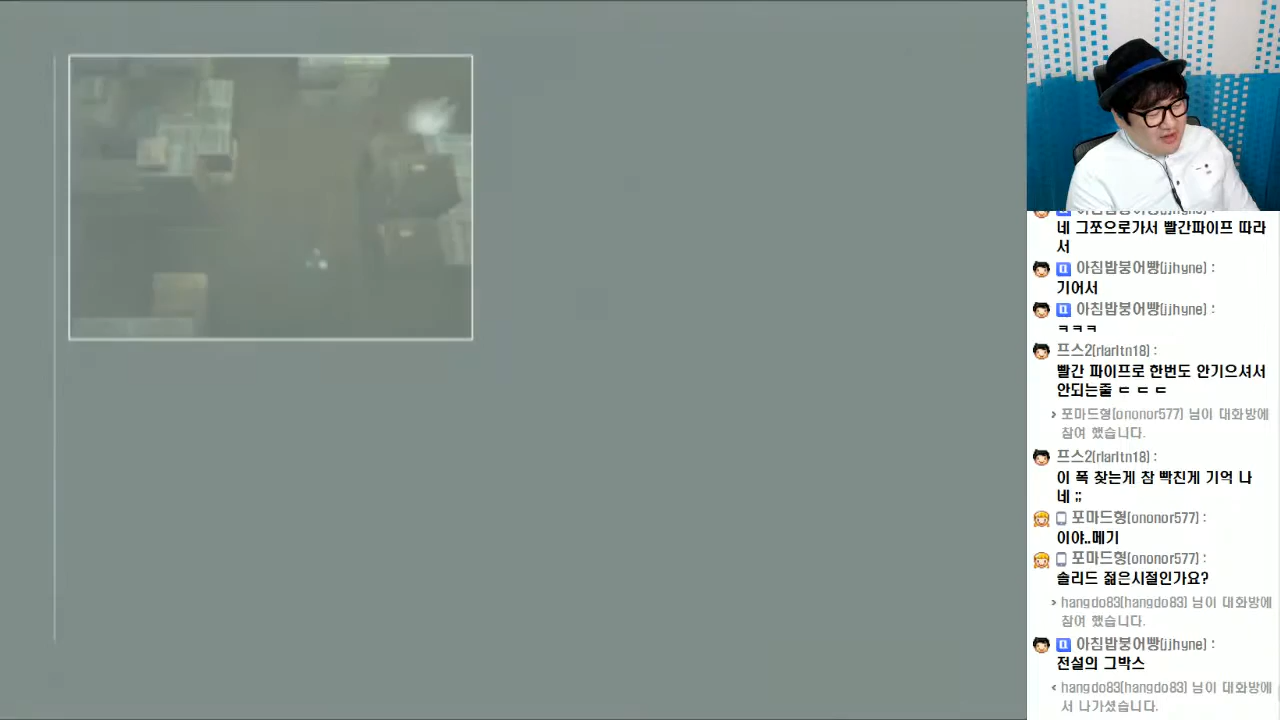 네 그쪼으로가서 빨간파이프 따라
서
아침밥붕어빵(jjhyne) :
기어서
아침밥붕어빵(jjhyne) :
ㅋㅋㅋ
프스2(rlarltn18) :
빨간 파이프로 한번도 안기으셔서
안되는줄 ㄷ ㄷ ㄷ
포마드형(ononor577) 님이 대화방에
참여 했습니다.
프스2(rlarltn18) :
이 폭 찾는게 참 빡친게 기억 나
네 ;;
포마드형(ononor577) :
이야..메기
포마드형(ononor577) :
솔리드 젊은시절인가요?
hangdo83(hangdo83) 님이 대화방에
참여 했습니다.
아침밥붕어빵(jjhyne) :
전설의 그박스
hangdo83(hangdo83) 님이 대화방에
서 나가셨습니다.